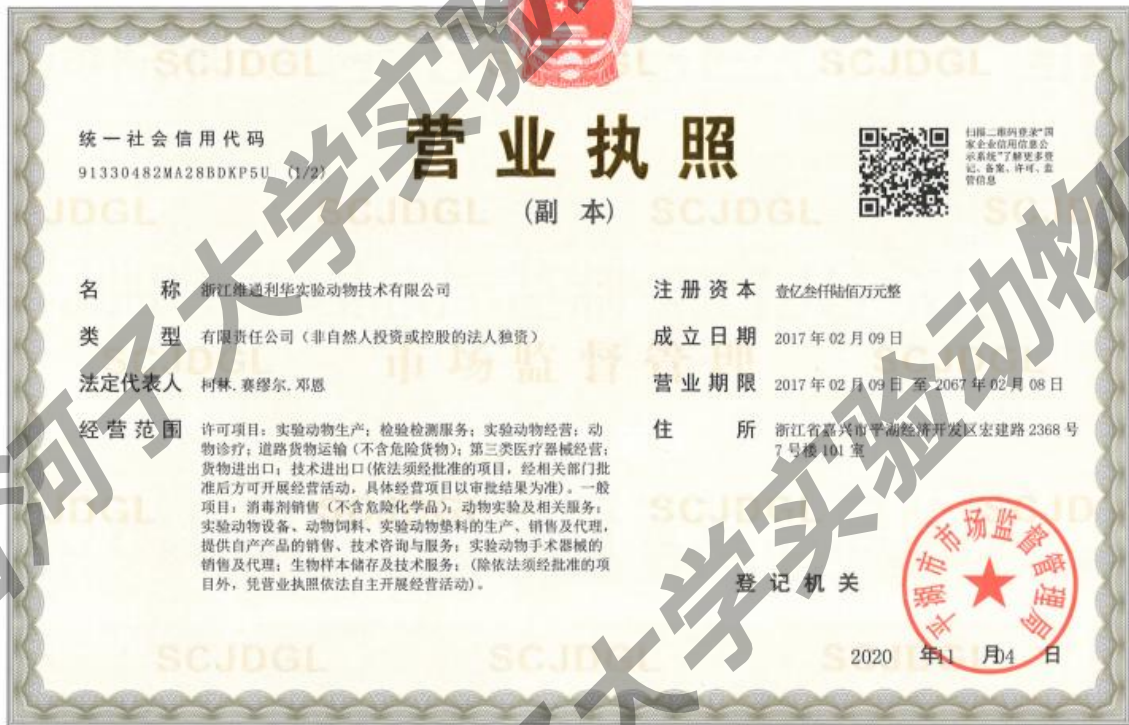 统一社会信用代码
91330482MA28BDKP5U (1/2)
营业执照
(副 本)
扫描二维码登录“国
家企业信用信息公
示系统”了解更多登
记、备案、许可、监
管信息
名 称 浙江维通利华实验动物技术有限公司
类 型 有限责任公司（非自然人投资或控股的法人独资）
法定代表人 柯林.赛缪尔.邓恩
经营范围 许可项目：实验动物生产；检验检测服务；实验动物经营；动
物诊疗；道路货物运输（不含危险货物）；第三类医疗器械经营；
货物进出口；技术进出口(依法须经批准的项目，经相关部门批
准后方可开展经营活动，具体经营项目以审批结果为准)。一般
项目：消毒剂销售（不含危险化学品）；动物实验及相关服务；
实验动物设备、动物饲料、实验动物垫料的生产、销售及代理，
提供自产产品的销售、技术咨询与服务；实验动物手术器械的
销售及代理；生物样本储存及技术服务；(除依法须经批准的项
目外，凭营业执照依法自主开展经营活动)。
注册资本 壹亿叁仟陆佰万元整
成立日期 2017年02月09日
营业期限 2017年02月09日 至 2067年02月08日
住 所 浙江省嘉兴市平湖经济开发区宏建路2368号
7号楼101室
登记机关
平湖市市场监督管理局
2020 年11 月04 日
SCJDGL
市场监督管理
河子大学实验
大学实验动物